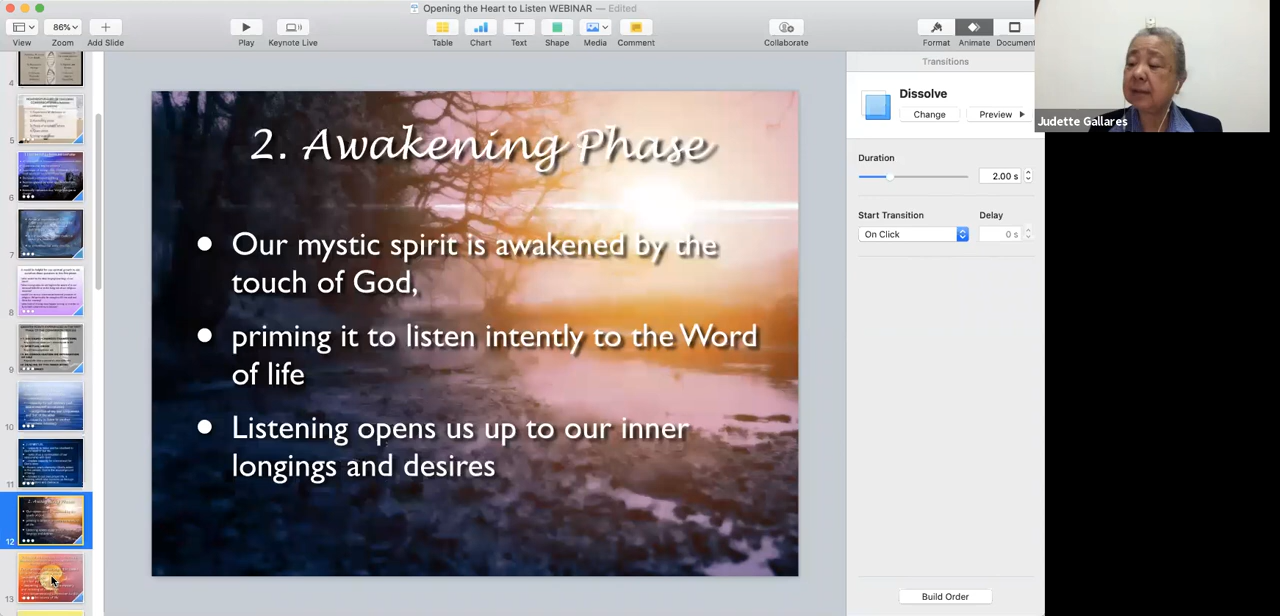 Opening the Heart to Listen WEBINAR — Edited
View
86%
Zoom
Add Slide
Play
Keynote Live
Table
Chart
Text
Shape
Media
Comment
Collaborate
Format
Animate
Document
Transitions
Dissolve
Change
Preview
Duration
2.00 s
Start Transition
Delay
On Click
0 s
Build Order
Judette Gallares
4
5
6
7
8
9
10
11
12
13
2. Awakening Phase
• Our mystic spirit is awakened by the
touch of God,
• priming it to listen intently to the Word
of life
• Listening opens us up to our inner
longings and desires